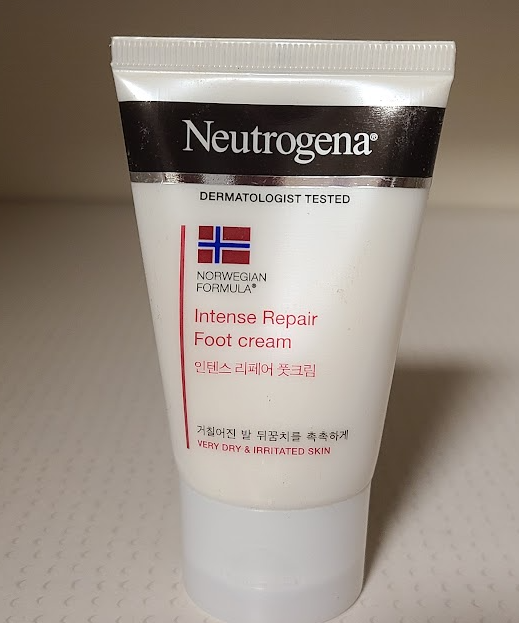 Neutrogena®
DERMATOLOGIST TESTED
NORWEGIAN
FORMULA®
Intense Repair
Foot cream
인텐스 리페어 풋크림
거칠어진 발 뒤꿈치를 촉촉하게
VERY DRY & IRRITATED SKIN